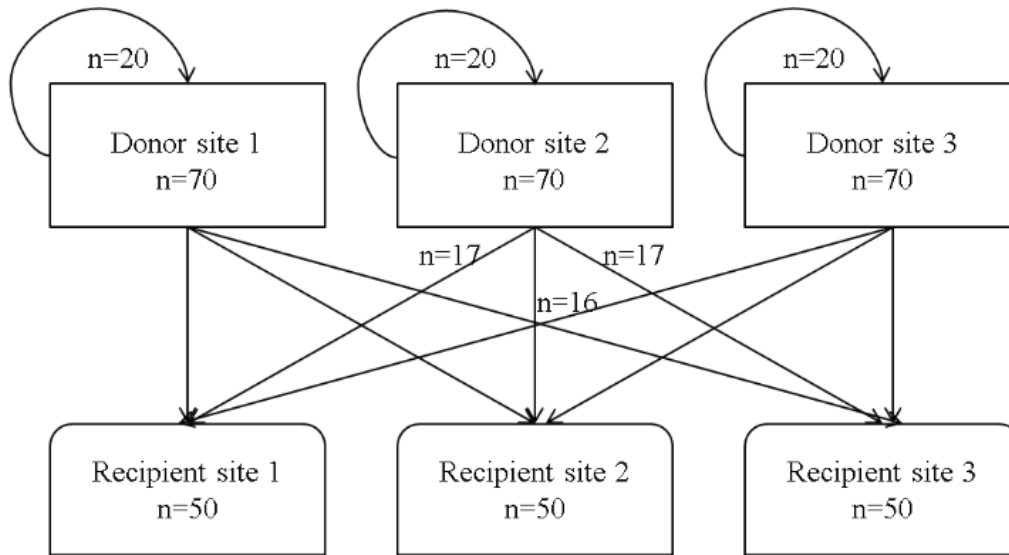 n=20
n=20
n=20
Donor site 1
n=70
Donor site 2
n=70
Donor site 3
n=70
n=17
n=17
n=16
Recipient site 1
n=50
Recipient site 2
n=50
Recipient site 3
n=50